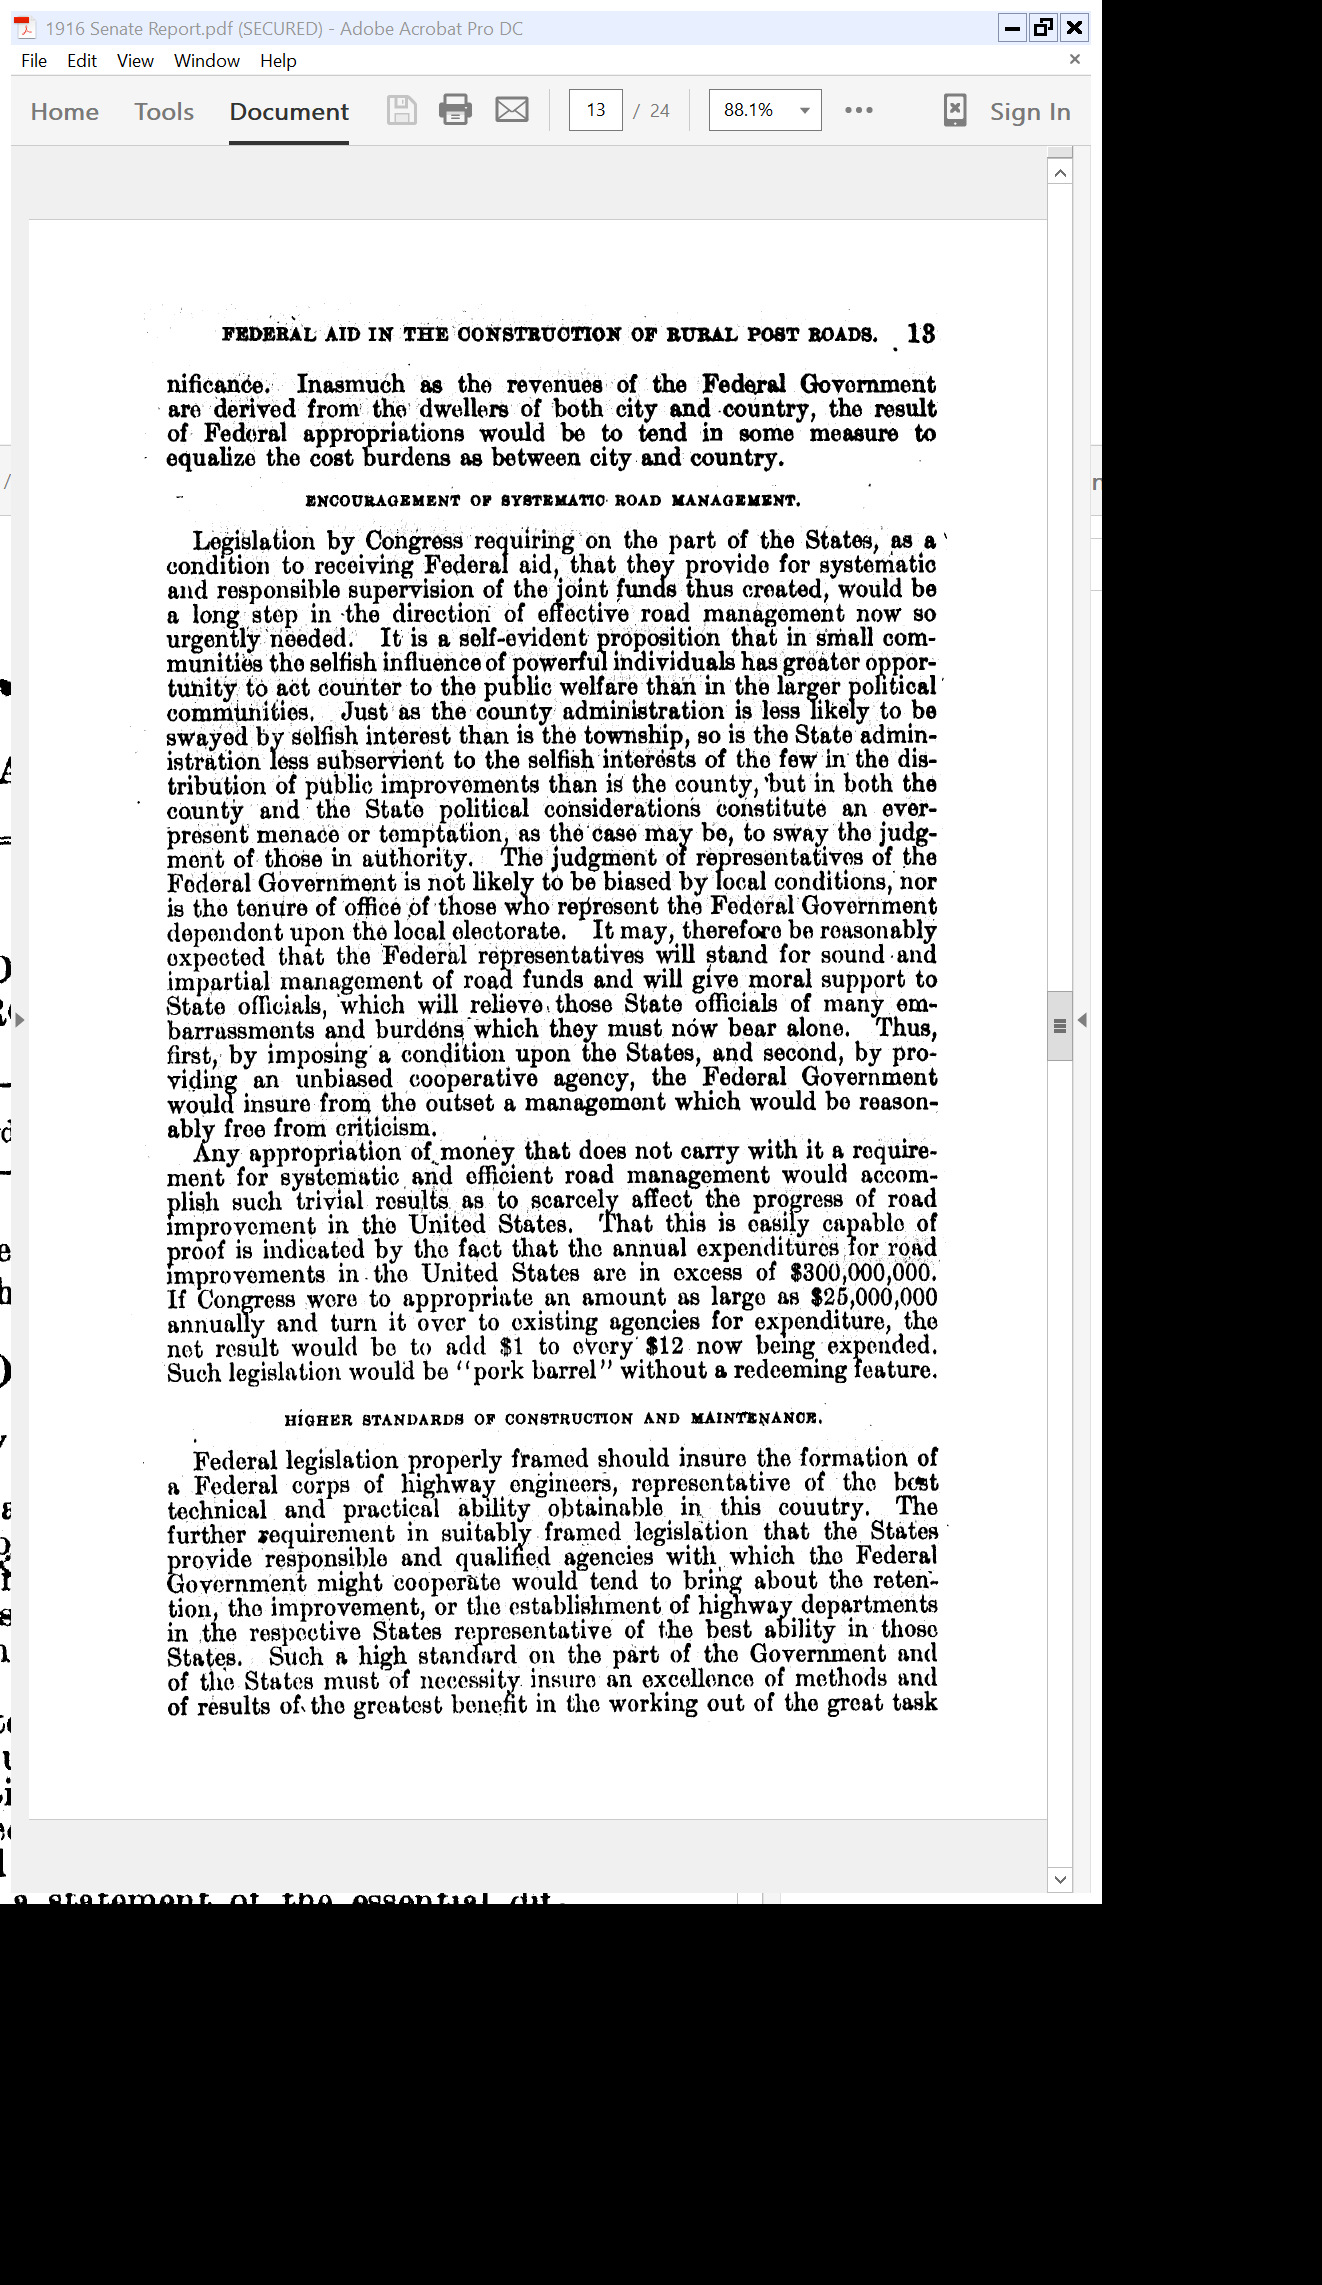 1916 Senate Report.pdf (SECURED) - Adobe Acrobat Pro DC
File Edit View Window Help
Home Tools Document 13 / 24 88.1% Sign In
FEDERAL AID IN THE CONSTRUCTION OF RURAL POST ROADS. 13
nificance. Inasmuch as the revenues of the Federal Government
are derived from the dwellers of both city and country, the result
of Federal appropriations would be to tend in some measure to
equalize the cost burdens as between city and country.
ENCOURAGEMENT OF SYSTEMATIC ROAD MANAGEMENT.
Legislation by Congress requiring on the part of the States, as a
condition to receiving Federal aid, that they provide for systematic
and responsible supervision of the joint funds thus created, would be
a long step in the direction of effective road management now so
urgently needed. It is a self-evident proposition that in small com-
munities the selfish influence of powerful individuals has greater oppor-
tunity to act counter to the public welfare than in the larger political
communities. Just as the county administration is less likely to be
swayed by selfish interest than is the township, so is the State admin-
istration less subservient to the selfish interests of the few in the dis-
tribution of public improvements than is the county, but in both the
county and the State political considerations constitute an ever-
present menace or temptation, as the case may be, to sway the judg-
ment of those in authority. The judgment of representatives of the
Federal Government is not likely to be biased by local conditions, nor
is the tenure of office of those who represent the Federal Government
dependent upon the local electorate. It may, therefore be reasonably
expected that the Federal representatives will stand for sound and
impartial management of road funds and will give moral support to
State officials, which will relieve those State officials of many em-
barrassments and burdens which they must now bear alone. Thus,
first, by imposing a condition upon the States, and second, by pro-
viding an unbiased cooperative agency, the Federal Government
would insure from the outset a management which would be reason-
ably free from criticism.
Any appropriation of money that does not carry with it a require-
ment for systematic and efficient road management would accom-
plish such trivial results as to scarcely affect the progress of road
improvement in the United States. That this is easily capable of
proof is indicated by the fact that the annual expenditures for road
improvements in the United States are in excess of $300,000,000.
If Congress were to appropriate an amount as large as $25,000,000
annually and turn it over to existing agencies for expenditure, the
net result would be to add $1 to every $12 now being expended.
Such legislation would be "pork barrel" without a redeeming feature.
HIGHER STANDARDS OF CONSTRUCTION AND MAINTENANCE.
Federal legislation properly framed should insure the formation of
a Federal corps of highway engineers, representative of the best
technical and practical ability obtainable in this couutry. The
further requirement in suitably framed legislation that the States
provide responsible and qualified agencies with which the Federal
Government might cooperate would tend to bring about the reten-
tion, the improvement, or the establishment of highway departments
in the respective States representative of the best ability in those
States. Such a high standard on the part of the Government and
of the States must of necessity insure an excellence of methods and
of results of the greatest benefit in the working out of the great task
a statement of the essential